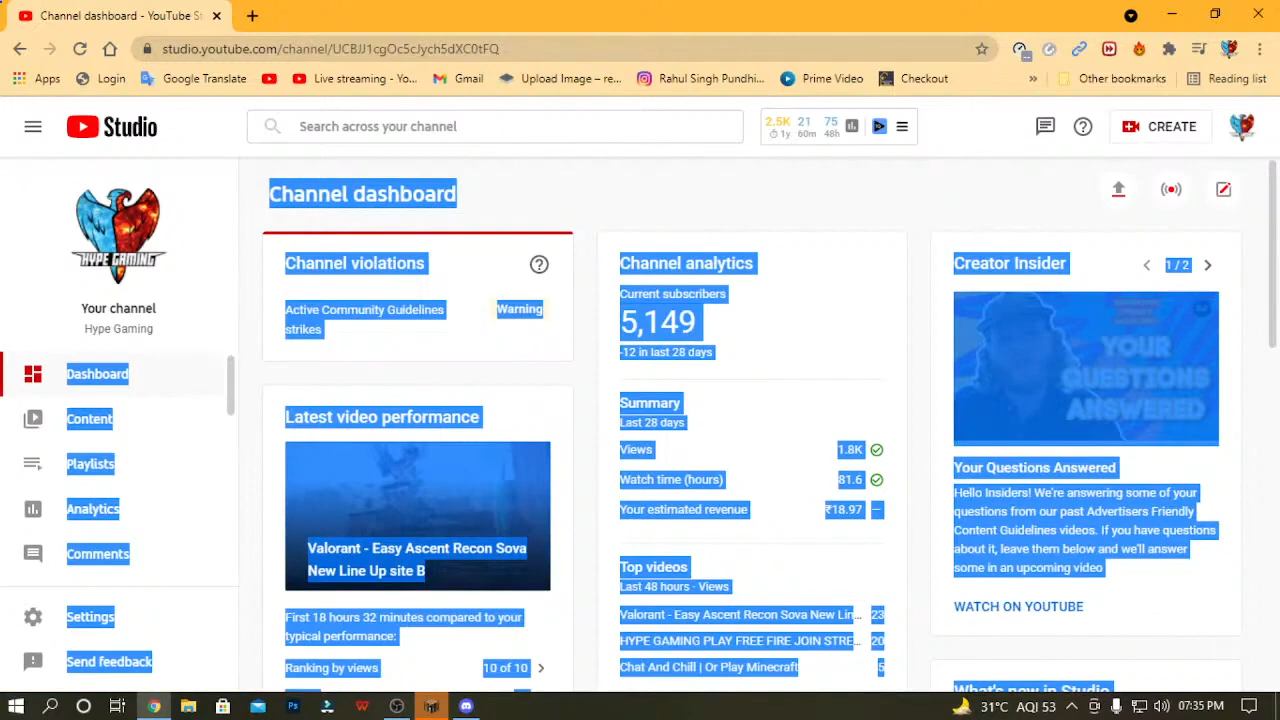 Channel dashboard - YouTube St
studio.youtube.com/channel/UCBJJ1cgOc5cJych5dXC0tFQ
Apps
Login
Google Translate
Live streaming - Yo...
Gmail
Upload Image – re...
Rahul Singh Pundhi...
Prime Video
Checkout
»
Other bookmarks
Reading list
Studio
Search across your channel
2.5K 21 75
1y 60m 48h
CREATE
HYPE GAMING
Your channel
Hype Gaming
Dashboard
Content
Playlists
Analytics
Comments
Settings
Send feedback
Channel dashboard
Channel violations
Active Community Guidelines
strikes
Warning
Latest video performance
Valorant - Easy Ascent Recon Sova
New Line Up site B
First 18 hours 32 minutes compared to your
typical performance:
Ranking by views
10 of 10
Channel analytics
Current subscribers
5,149
-12 in last 28 days
Summary
Last 28 days
Views 1.8K
Watch time (hours) 81.6
Your estimated revenue ₹18.97 —
Top videos
Last 48 hours · Views
Valorant - Easy Ascent Recon Sova New Lin... 23
HYPE GAMING PLAY FREE FIRE JOIN STRE... 20
Chat And Chill | Or Play Minecraft 5
Creator Insider
1 / 2
YOUR
QUESTIONS
ANSWERED
Your Questions Answered
Hello Insiders! We're answering some of your
questions from our past Advertisers Friendly
Content Guidelines videos. If you have questions
about it, leave them below and we'll answer
some in an upcoming video
WATCH ON YOUTUBE
What's new in Studio
31°C AQI 53
07:35 PM